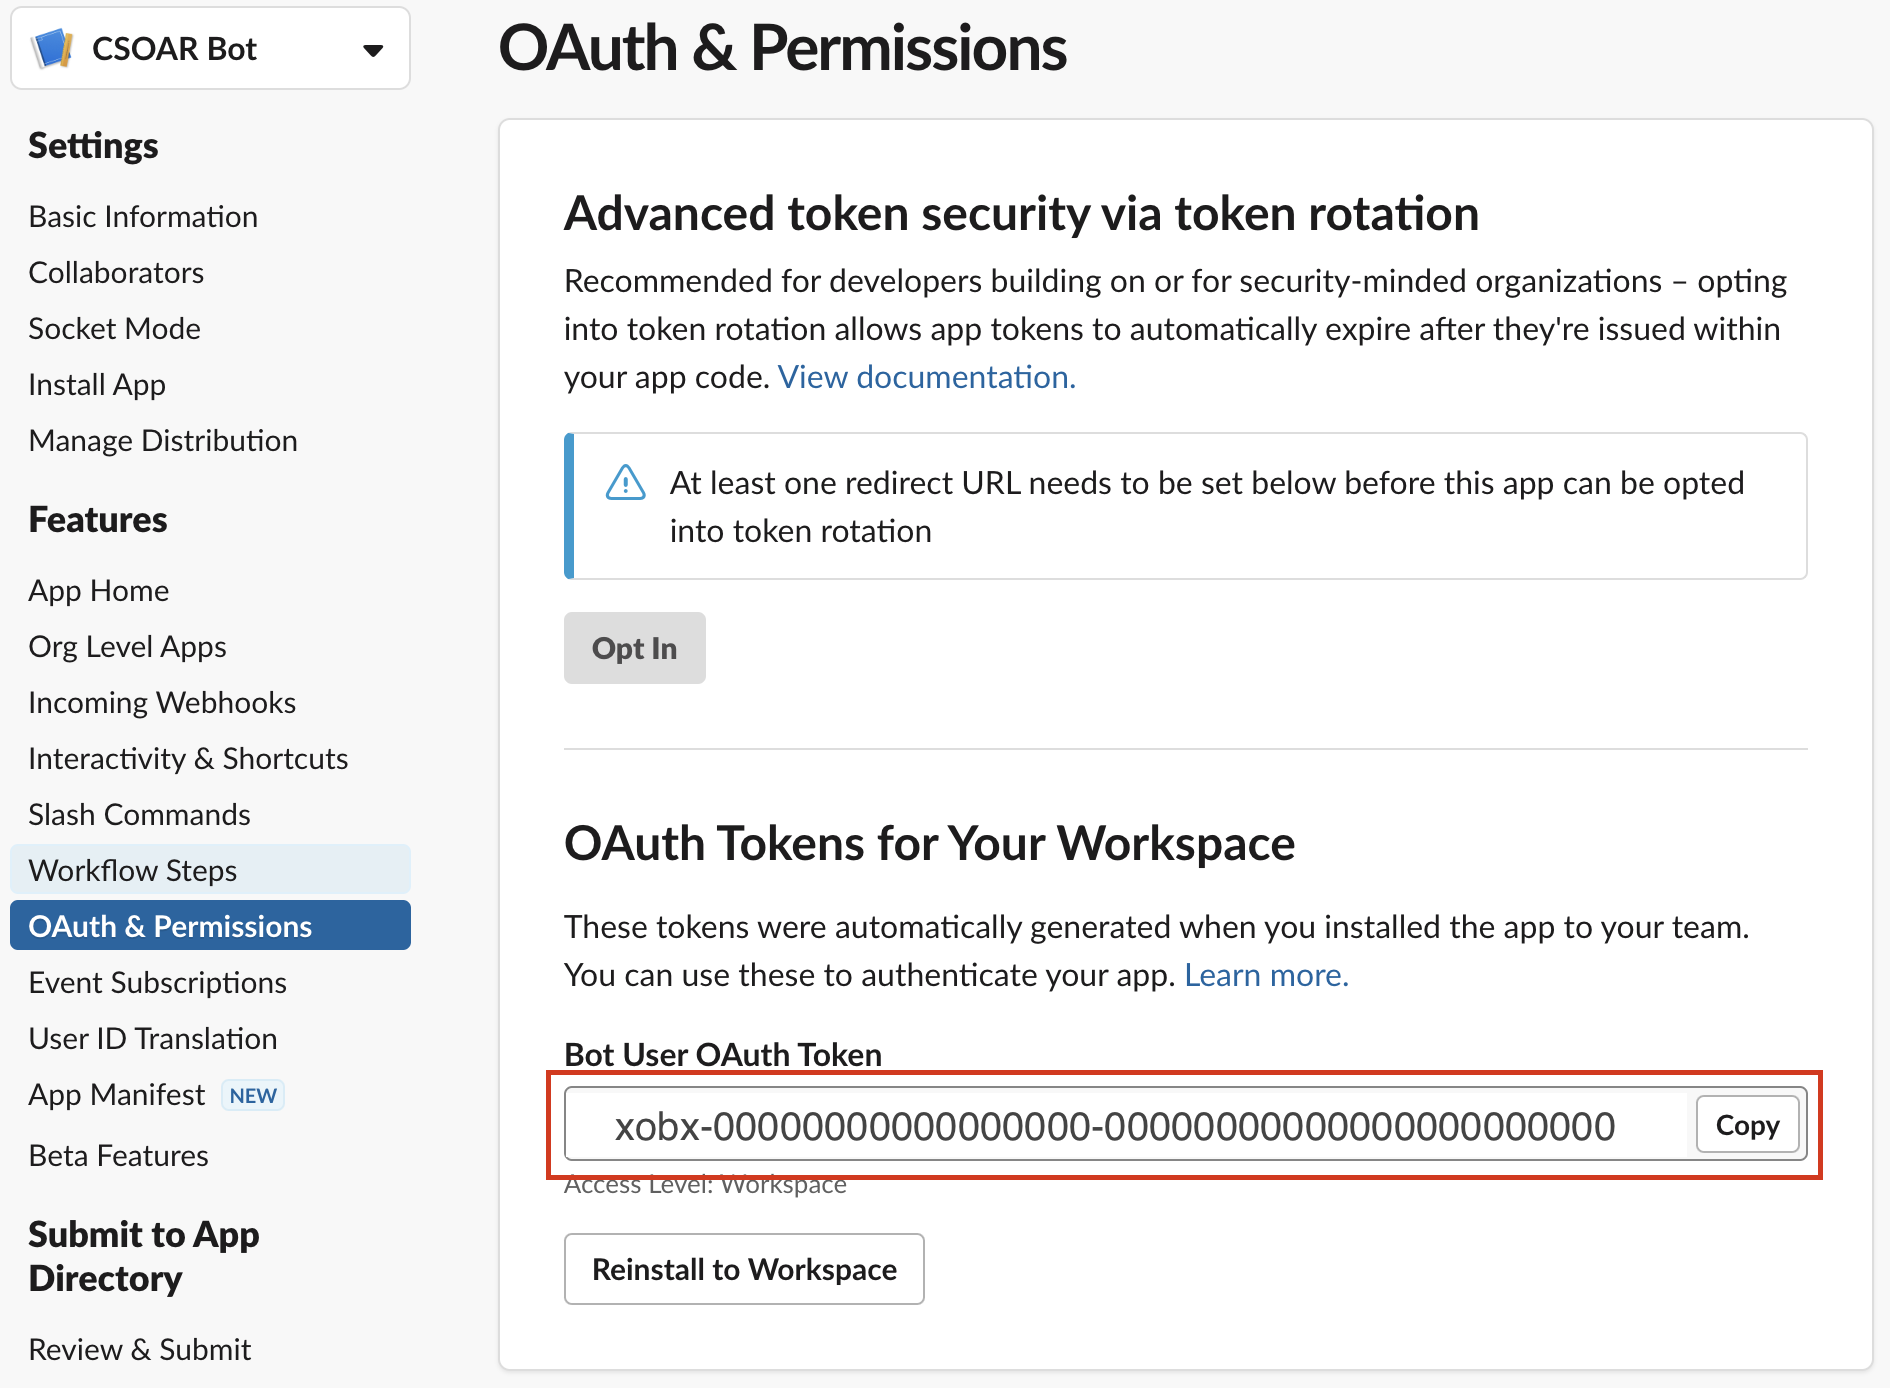 CSOAR Bot
Settings
Basic Information
Collaborators
Socket Mode
Install App
Manage Distribution
Features
App Home
Org Level Apps
Incoming Webhooks
Interactivity & Shortcuts
Slash Commands
Workflow Steps
OAuth & Permissions
Event Subscriptions
User ID Translation
App Manifest NEW
Beta Features
Submit to App
Directory
Review & Submit
OAuth & Permissions
Advanced token security via token rotation
Recommended for developers building on or for security-minded organizations – opting
into token rotation allows app tokens to automatically expire after they're issued within
your app code. View documentation.
At least one redirect URL needs to be set below before this app can be opted
into token rotation
Opt In
OAuth Tokens for Your Workspace
These tokens were automatically generated when you installed the app to your team.
You can use these to authenticate your app. Learn more.
Bot User OAuth Token
xobx-00000000000000000-00000000000000000000000 Copy
Access Level: Workspace
Reinstall to Workspace